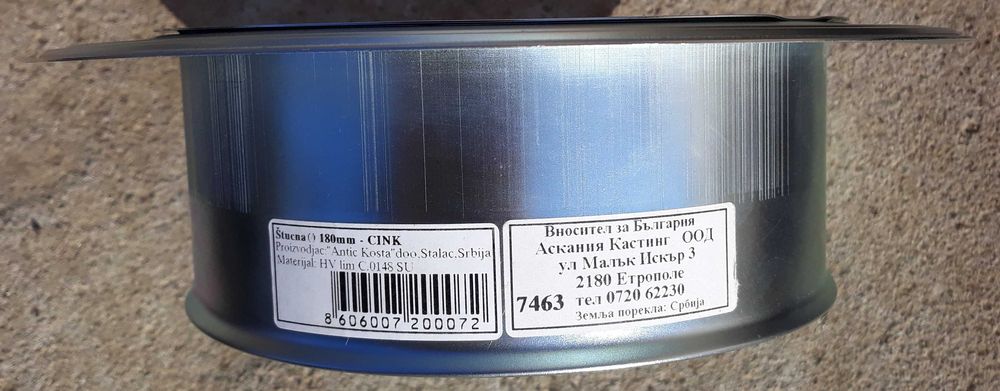 Štucna () 180mm - CINK
Proizvodjac:"Antic Kosta"doo,Stalac,Srbija
Materijal: HV lim C.0148 SU
8 606007 200072
Вносител за България
Аскания Кастинг ООД
ул Малък Искър 3
2180 Етрополе
7463 тел 0720 62230
Земља порекла: Србија